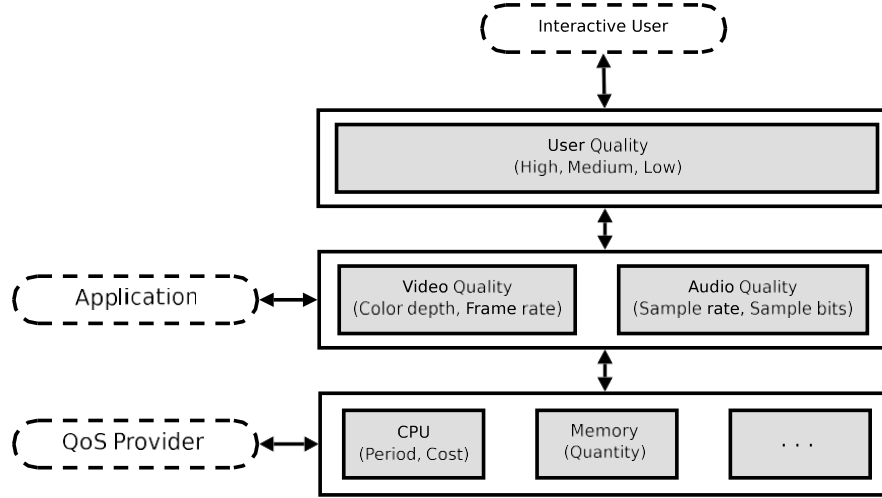 Interactive User
User Quality
(High, Medium, Low)
Application
Video Quality
(Color depth, Frame rate)
Audio Quality
(Sample rate, Sample bits)
QoS Provider
CPU
(Period, Cost)
Memory
(Quantity)
. . .